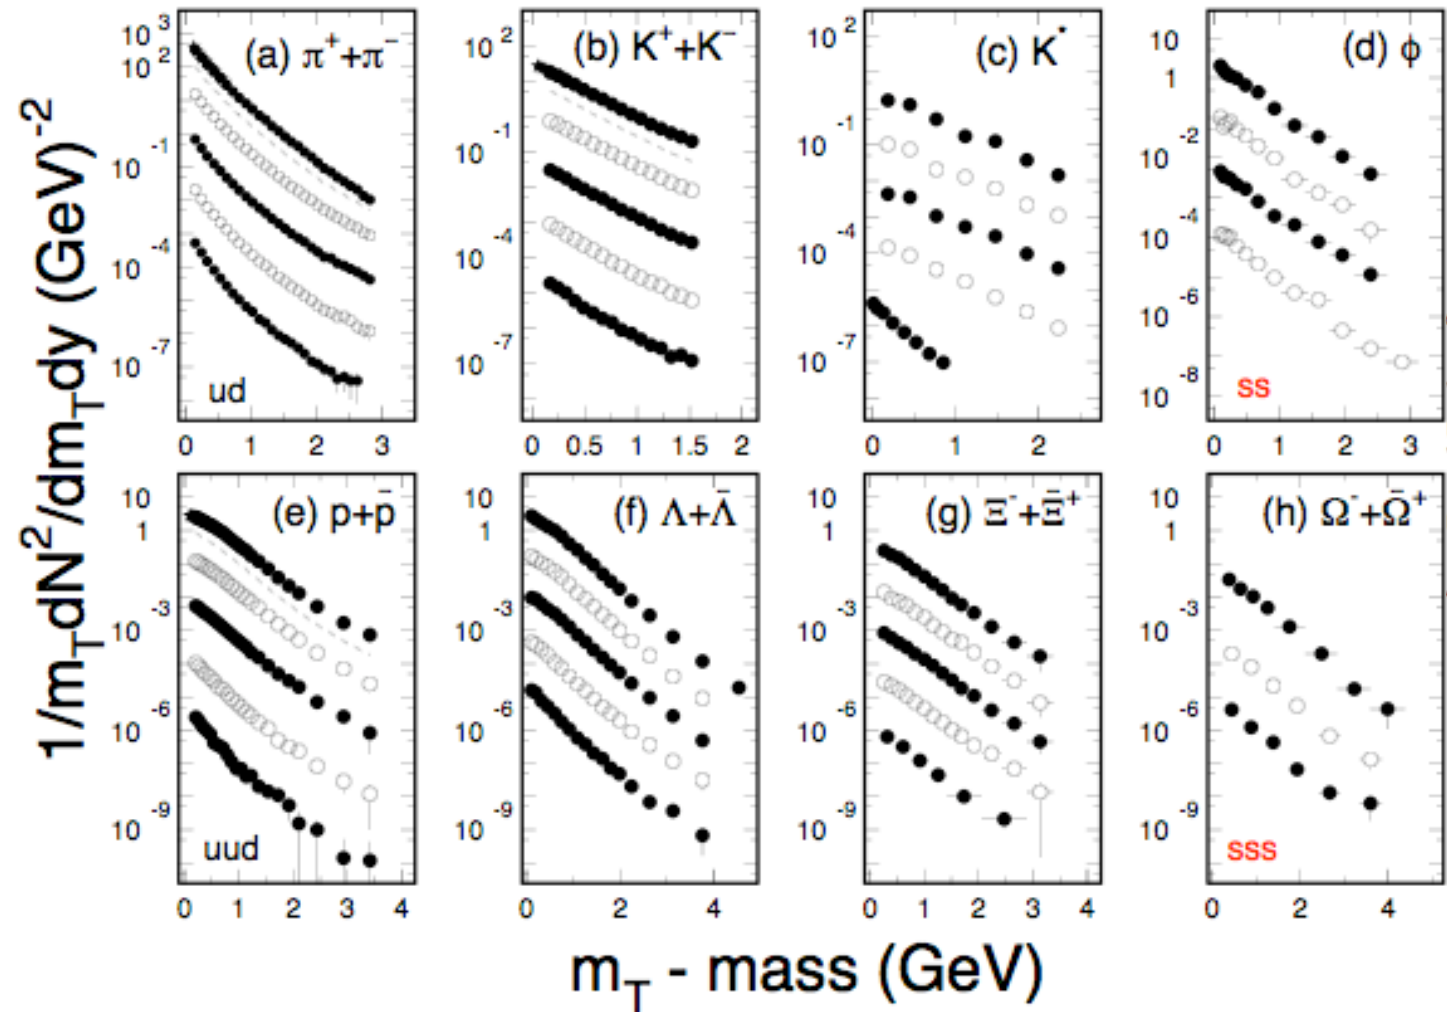 1/m_T dN²/dm_T dy (GeV)⁻²
(a) π⁺+π⁻
10³
10²
10⁻¹
10⁻⁴
10⁻⁷
ud
0 1 2 3
(b) K⁺+K⁻
10²
10⁻¹
10⁻⁴
10⁻⁷
0 0.5 1 1.5 2
(c) K*
10²
10⁻¹
10⁻⁴
10⁻⁷
0 1 2
(d) ϕ
10
1
10⁻²
10⁻⁴
10⁻⁶
10⁻⁸
ss
0 1 2 3
(e) p+p̄
10
1
10⁻³
10⁻⁶
10⁻⁹
uud
0 1 2 3 4
(f) Λ+Λ̄
10
1
10⁻³
10⁻⁶
10⁻⁹
0 2 4
(g) Ξ⁻+Ξ̄⁺
10
1
10⁻³
10⁻⁶
10⁻⁹
0 1 2 3 4
(h) Ω⁻+Ω̄⁺
10
1
10⁻³
10⁻⁶
10⁻⁹
sss
0 2 4
m_T - mass (GeV)